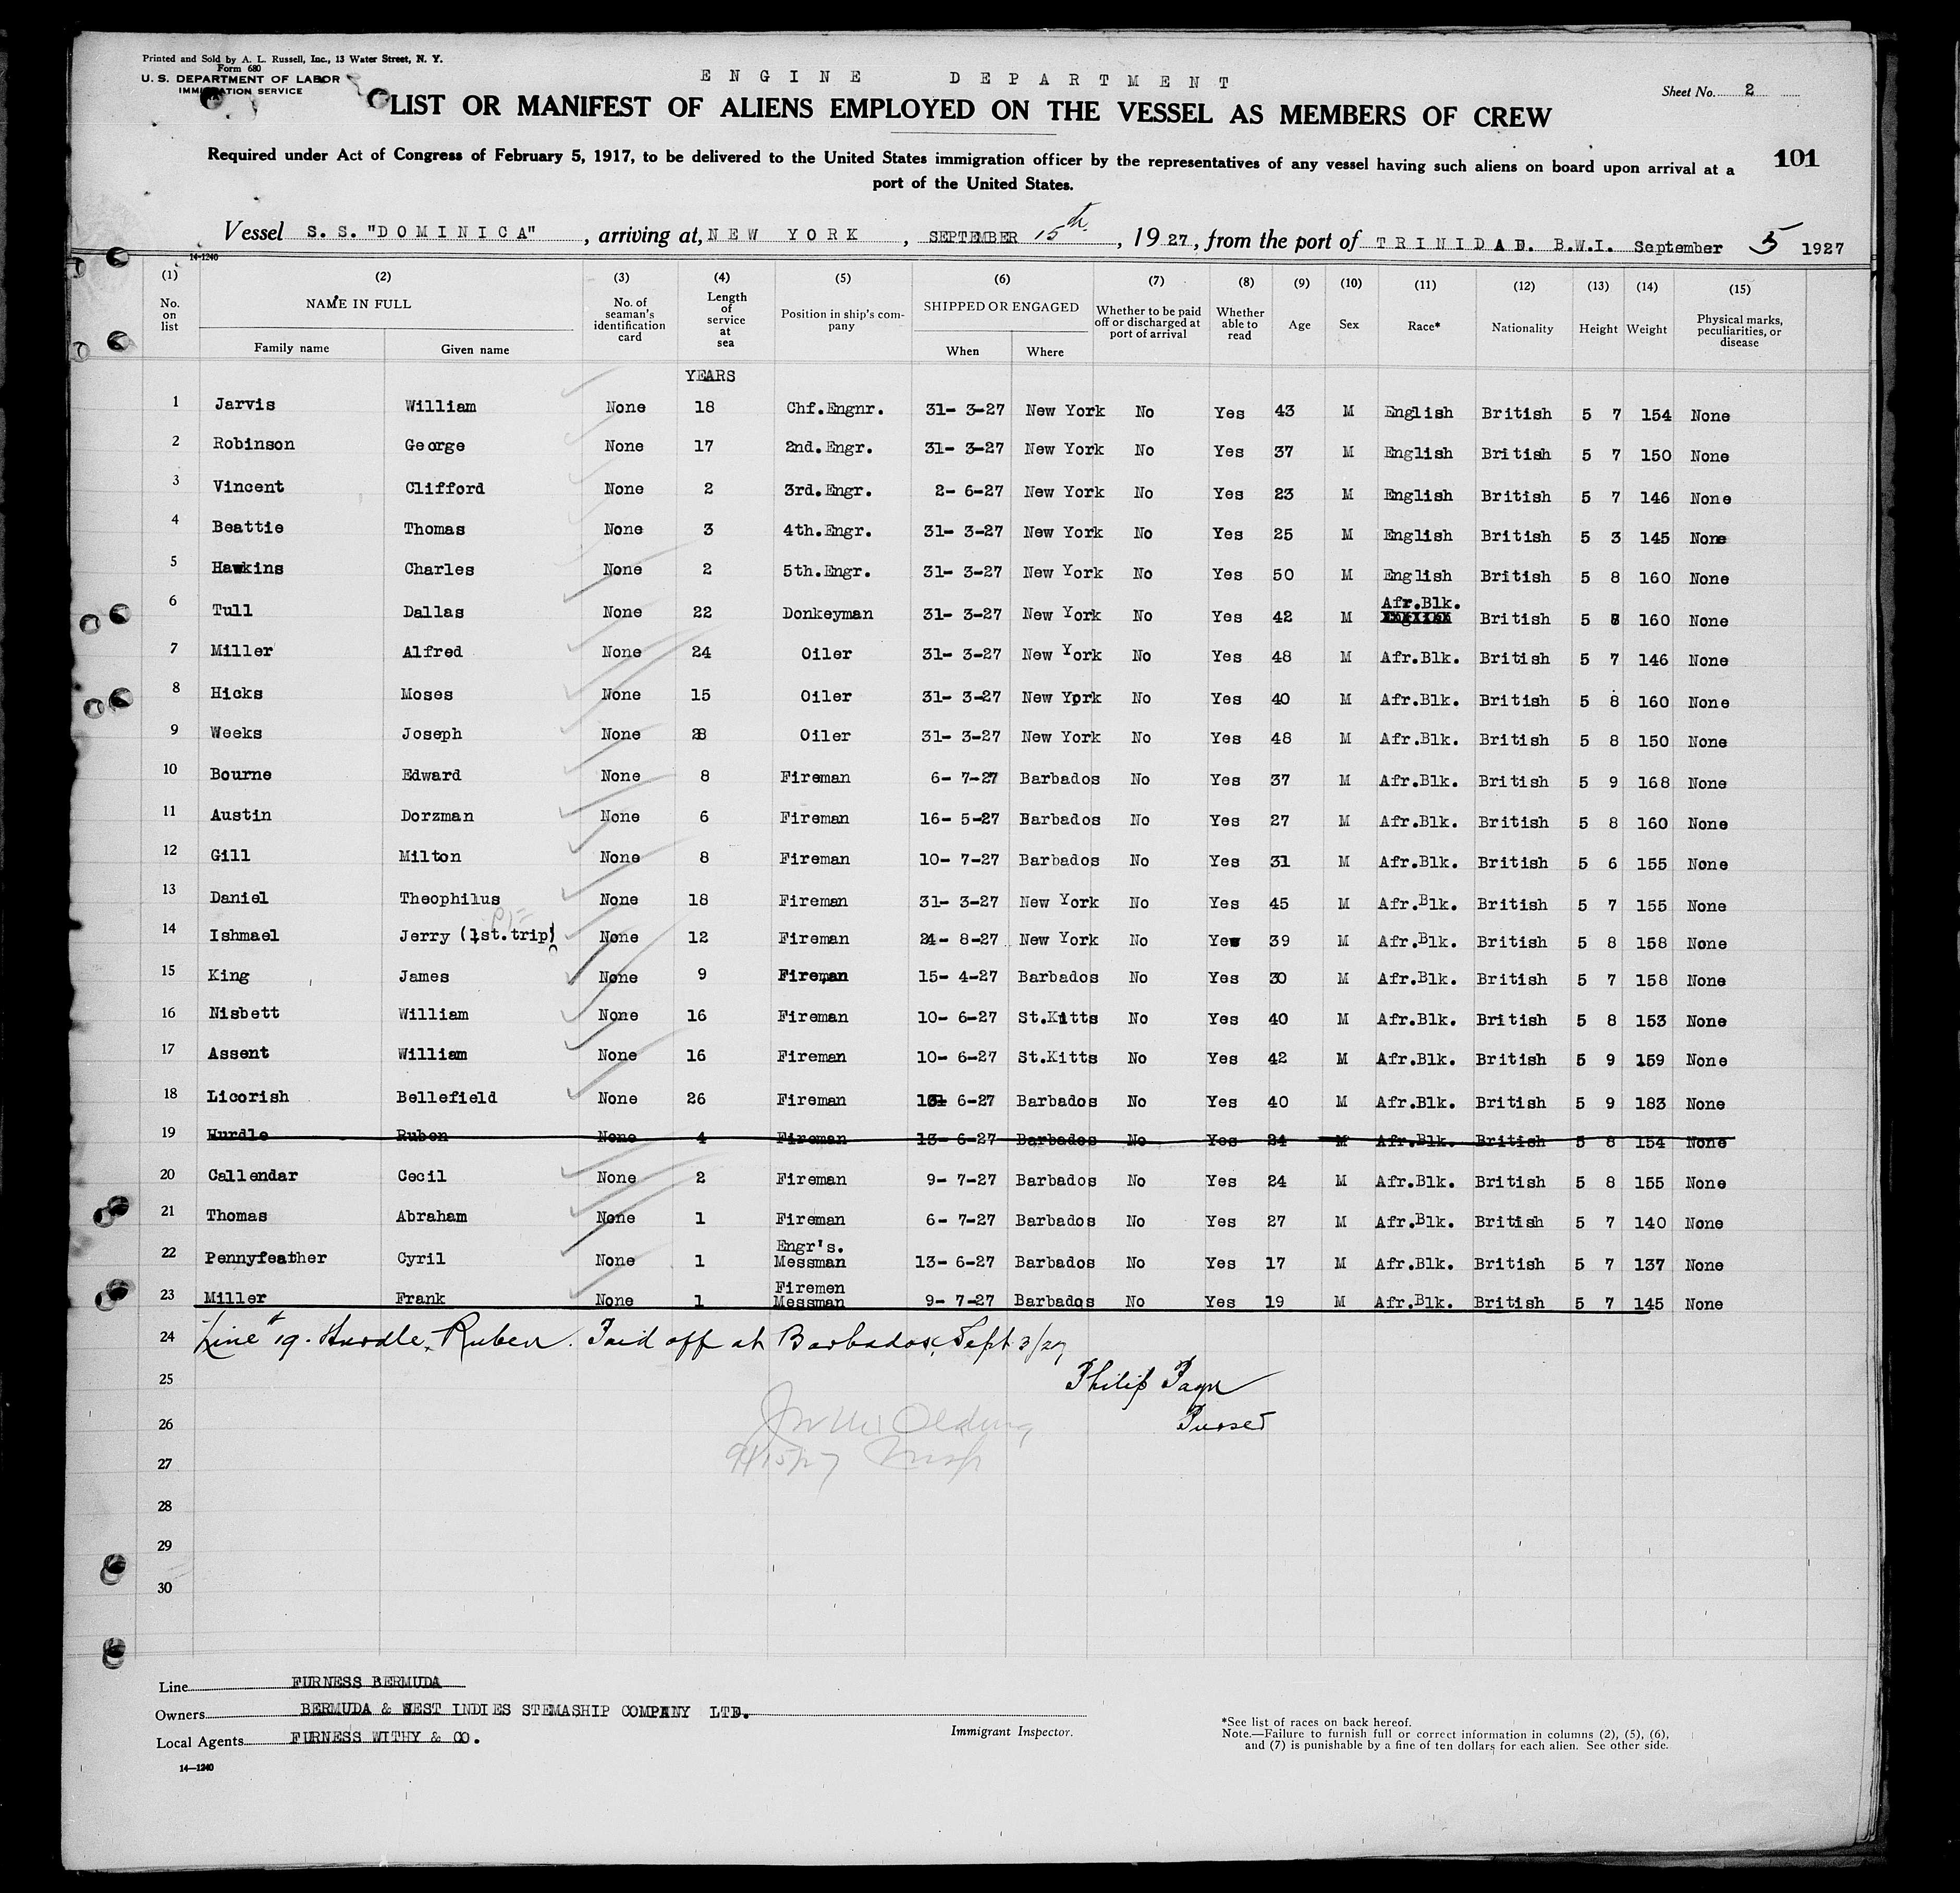 Printed and Sold by A. L. Russell, Inc., 13 Water Street, N. Y.
Form 680
U. S. DEPARTMENT OF LABOR
IMMIGRATION SERVICE
ENGINE DEPARTMENT
Sheet No. 2
LIST OR MANIFEST OF ALIENS EMPLOYED ON THE VESSEL AS MEMBERS OF CREW
101
Required under Act of Congress of February 5, 1917, to be delivered to the United States immigration officer by the representatives of any vessel having such aliens on board upon arrival at a
port of the United States.
Vessel S. S. "DOMINICA", arriving at, NEW YORK, SEPTEMBER 15th, 1927, from the port of TRINIDAD. B.W.I. September 5 1927
14-1240
(1) (2) (3) (4) (5) (6) (7) (8) (9) (10) (11) (12) (13) (14) (15)
No. on list NAME IN FULL No. of seaman's identification card Length of service at sea Position in ship's company SHIPPED OR ENGAGED Whether to be paid off or discharged at port of arrival Whether able to read Age Sex Race* Nationality Height Weight Physical marks, peculiarities, or disease
Family name Given name When Where
YEARS
1 Jarvis William None 18 Chf.Engnr. 31- 3-27 New York No Yes 43 M English British 5 7 154 None
2 Robinson George None 17 2nd.Engr. 31- 3-27 New York No Yes 37 M English British 5 7 150 None
3 Vincent Clifford None 2 3rd.Engr. 2- 6-27 New York No Yes 23 M English British 5 7 146 None
4 Beattie Thomas None 3 4th.Engr. 31- 3-27 New York No Yes 25 M English British 5 3 145 None
5 Hawkins Charles None 2 5th.Engr. 31- 3-27 New York No Yes 50 M English British 5 8 160 None
6 Tull Dallas None 22 Donkeyman 31- 3-27 New York No Yes 42 M Afr.Blk. British 5 8 160 None
7 Miller Alfred None 24 Oiler 31- 3-27 New York No Yes 48 M Afr.Blk. British 5 7 146 None
8 Hicks Moses None 15 Oiler 31- 3-27 New York No Yes 40 M Afr.Blk. British 5 8 160 None
9 Weeks Joseph None 28 Oiler 31- 3-27 New York No Yes 48 M Afr.Blk. British 5 8 150 None
10 Bourne Edward None 8 Fireman 6- 7-27 Barbados No Yes 37 M Afr.Blk. British 5 9 168 None
11 Austin Dorzman None 6 Fireman 16- 5-27 Barbados No Yes 27 M Afr.Blk. British 5 8 160 None
12 Gill Milton None 8 Fireman 10- 7-27 Barbados No Yes 31 M Afr.Blk. British 5 6 155 None
13 Daniel Theophilus None 18 Fireman 31- 3-27 New York No Yes 45 M Afr.Blk. British 5 7 155 None
14 Ishmael Jerry (1st.trip) None 12 Fireman 24- 8-27 New York No Yes 39 M Afr.Blk. British 5 8 158 None
15 King James None 9 Fireman 15- 4-27 Barbados No Yes 30 M Afr.Blk. British 5 7 158 None
16 Nisbett William None 16 Fireman 10- 6-27 St.Kitts No Yes 40 M Afr.Blk. British 5 8 153 None
17 Assent William None 16 Fireman 10- 6-27 St.Kitts No Yes 42 M Afr.Blk. British 5 9 159 None
18 Licorish Bellefield None 26 Fireman 6-27 Barbados No Yes 40 M Afr.Blk. British 5 9 183 None
19 Hurdle Ruben None 4 Fireman 13- 6-27 Barbados No Yes 24 M Afr.Blk. British 5 8 154 None
20 Callendar Cecil None 2 Fireman 9- 7-27 Barbados No Yes 24 M Afr.Blk. British 5 8 155 None
21 Thomas Abraham None 1 Fireman 6- 7-27 Barbados No Yes 27 M Afr.Blk. British 5 7 140 None
22 Pennyfeather Cyril None 1 Engr's. Messman 13- 6-27 Barbados No Yes 17 M Afr.Blk. British 5 7 137 None
23 Miller Frank None 1 Firemen Messman 9- 7-27 Barbados No Yes 19 M Afr.Blk. British 5 7 145 None
24 Line # 19. Hurdle, Ruben. Paid off at Barbados, Sept 3/27
25 Philip Page
26 Purser
27 9/15/27 Insp
28
29
30
Line FURNESS BERMUDA
Owners BERMUDA & WEST INDIES STEMASHIP COMPANY LTD.
Local Agents FURNESS WITHY & CO.
Immigrant Inspector.
*See list of races on back hereof.
Note.—Failure to furnish full or correct information in columns (2), (5), (6),
and (7) is punishable by a fine of ten dollars for each alien. See other side.
14—1240